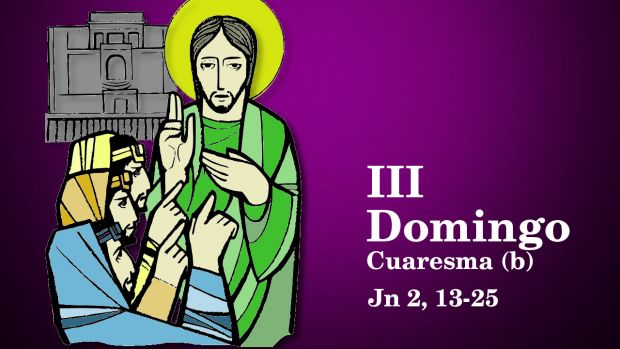 III
Domingo
Cuaresma (b)
Jn 2, 13-25